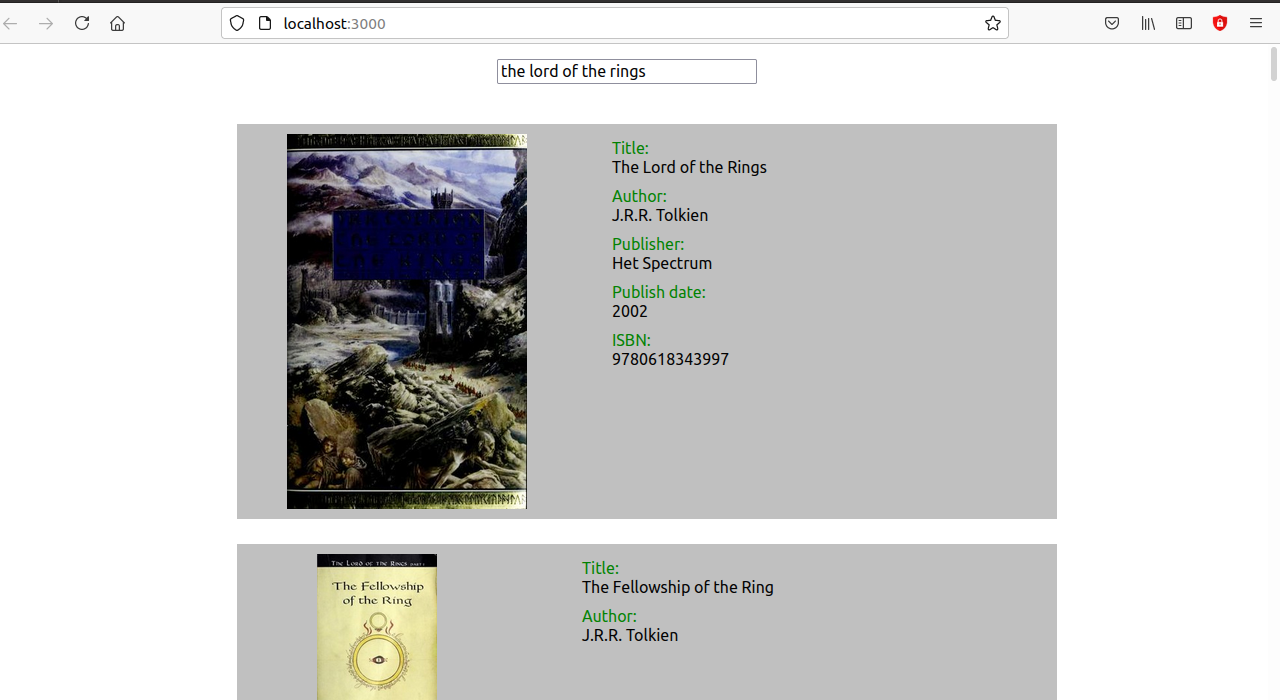 localhost:3000
the lord of the rings
Title:
The Lord of the Rings
Author:
J.R.R. Tolkien
Publisher:
Het Spectrum
Publish date:
2002
ISBN:
9780618343997
The Lord of the Rings
The Fellowship
of the Ring
Title:
The Fellowship of the Ring
Author:
J.R.R. Tolkien